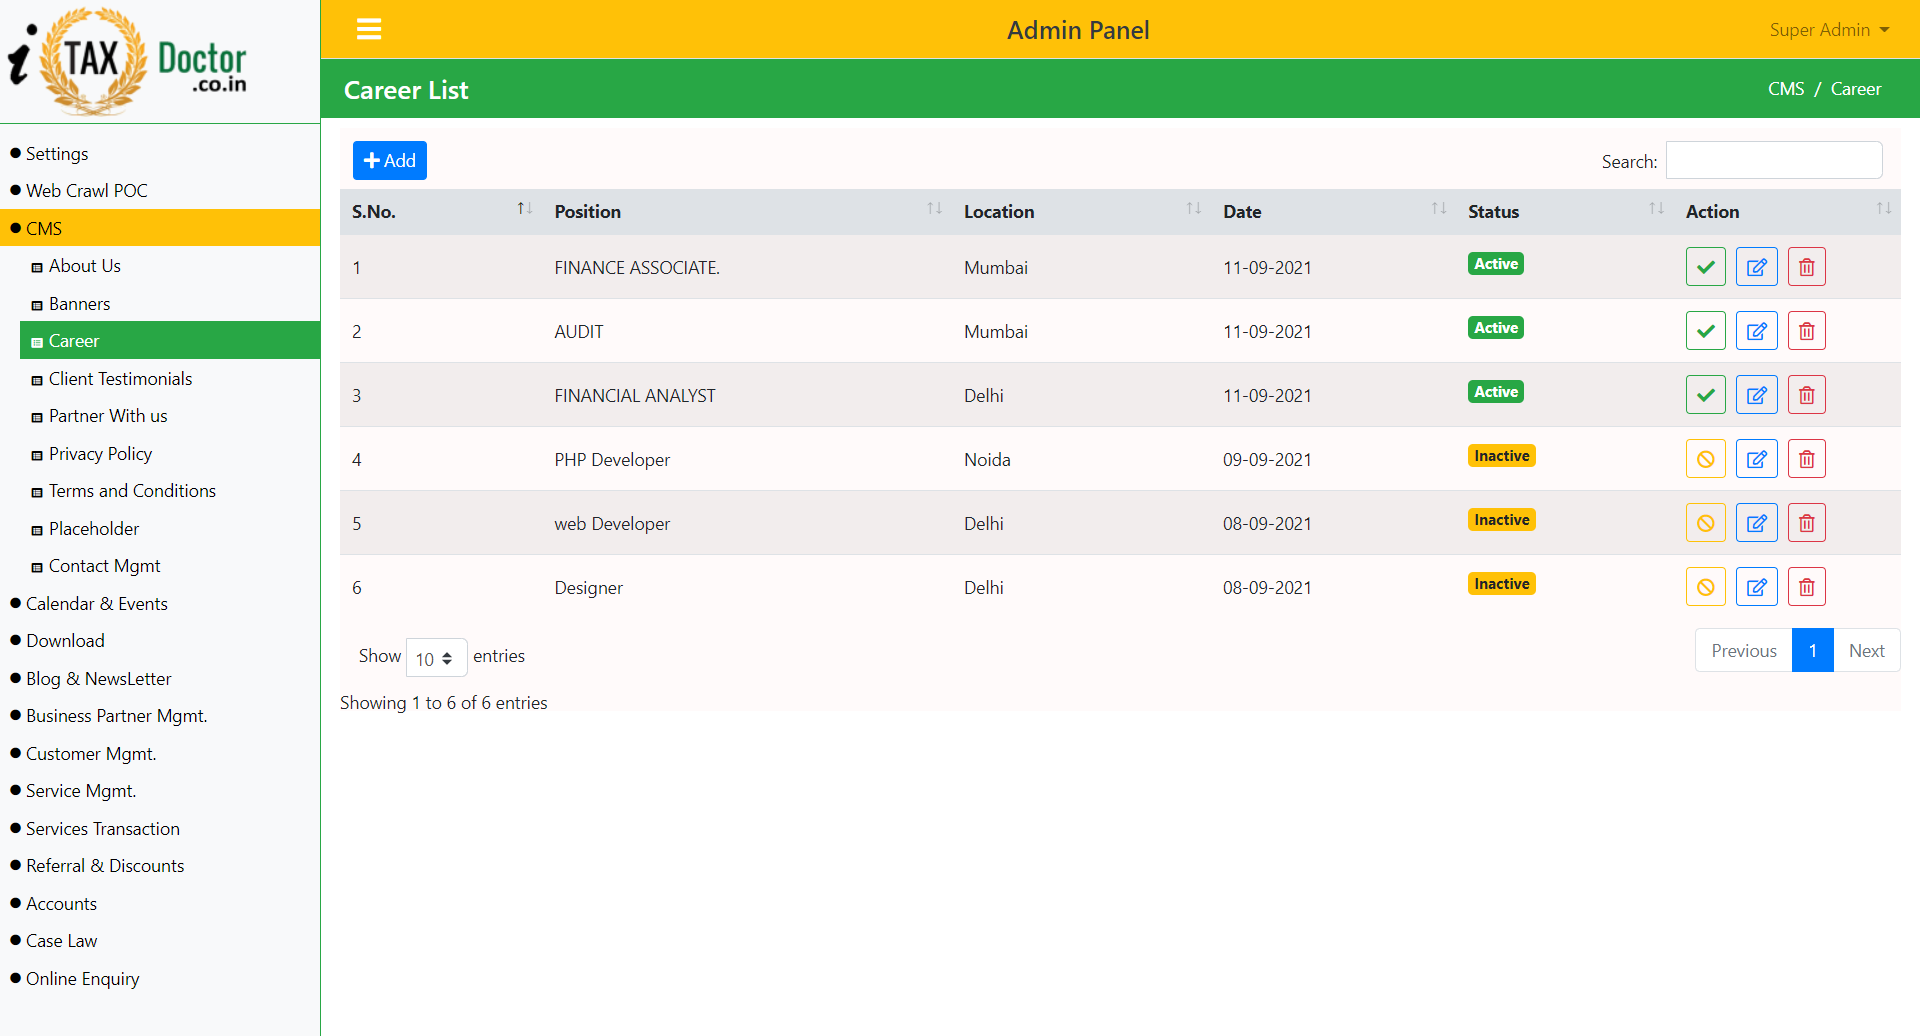 i TAX Doctor
.co.in
Admin Panel
Super Admin
Career List
CMS / Career
Settings
Web Crawl POC
CMS
About Us
Banners
Career
Client Testimonials
Partner With us
Privacy Policy
Terms and Conditions
Placeholder
Contact Mgmt
Calendar & Events
Download
Blog & NewsLetter
Business Partner Mgmt.
Customer Mgmt.
Service Mgmt.
Services Transaction
Referral & Discounts
Accounts
Case Law
Online Enquiry
Add
Search:
S.No. Position Location Date Status Action
1 FINANCE ASSOCIATE. Mumbai 11-09-2021 Active
2 AUDIT Mumbai 11-09-2021 Active
3 FINANCIAL ANALYST Delhi 11-09-2021 Active
4 PHP Developer Noida 09-09-2021 Inactive
5 web Developer Delhi 08-09-2021 Inactive
6 Designer Delhi 08-09-2021 Inactive
Show 10 entries
Previous 1 Next
Showing 1 to 6 of 6 entries